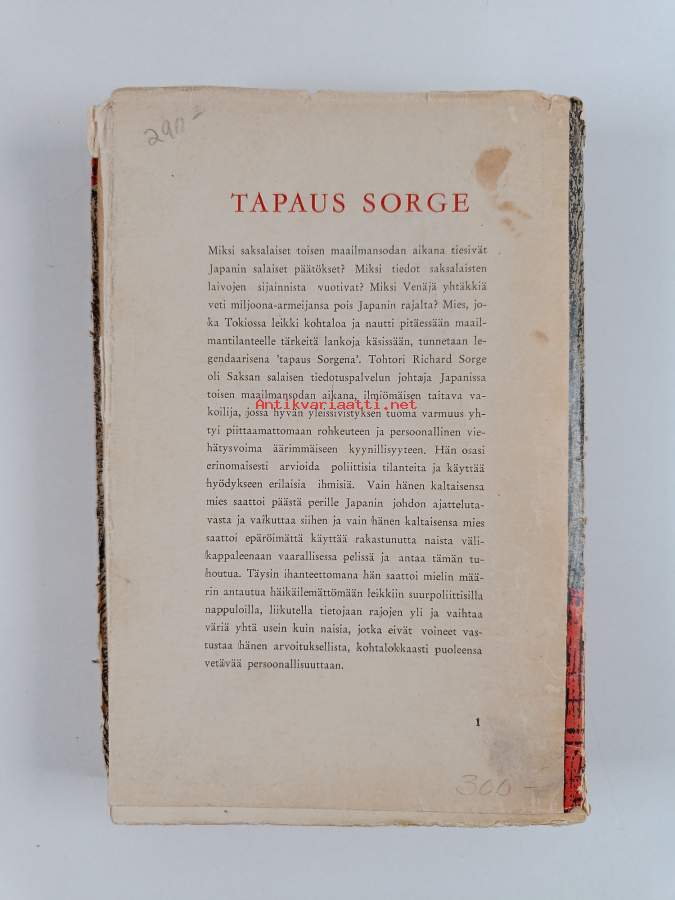 290-
TAPAUS SORGE
Miksi saksalaiset toisen maailmansodan aikana tiesivät
Japanin salaiset päätökset? Miksi tiedot saksalaisten
laivojen sijainnista vuotivat? Miksi Venäjä yhtäkkiä
veti miljoona-armeijansa pois Japanin rajalta? Mies, jo-
ka Tokiossa leikki kohtaloa ja nautti pitäessään maail-
mantilanteelle tärkeitä lankoja käsissään, tunnetaan le-
gendaarisena 'tapaus Sorgena'. Tohtori Richard Sorge
oli Saksan salaisen tiedotuspalvelun johtaja Japanissa
toisen maailmansodan aikana, ilmiömäisen taitava va-
Antikvariaatti.net
koilija, jossa hyvän yleissivistyksen tuoma varmuus yh-
tyi piittaamattomaan rohkeuteen ja persoonallinen vie-
hätysvoima äärimmäiseen kyynillisyyteen. Hän osasi
erinomaisesti arvioida poliittisia tilanteita ja käyttää
hyödykseen erilaisia ihmisiä. Vain hänen kaltaisensa
mies saattoi päästä perille Japanin johdon ajatteluta-
vasta ja vaikuttaa siihen ja vain hänen kaltaisensa mies
saattoi epäröimättä käyttää rakastunutta naista väli-
kappaleenaan vaarallisessa pelissä ja antaa tämän tu-
houtua. Täysin ihanteettomana hän saattoi mielin mää-
rin antautua häikäilemättömään leikkiin suurpoliittisilla
nappuloilla, liikutella tietojaan rajojen yli ja vaihtaa
väriä yhtä usein kuin naisia, jotka eivät voineet vas-
tustaa hänen arvoituksellista, kohtalokkaasti puoleensa
vetävää persoonallisuuttaan.
1
300-